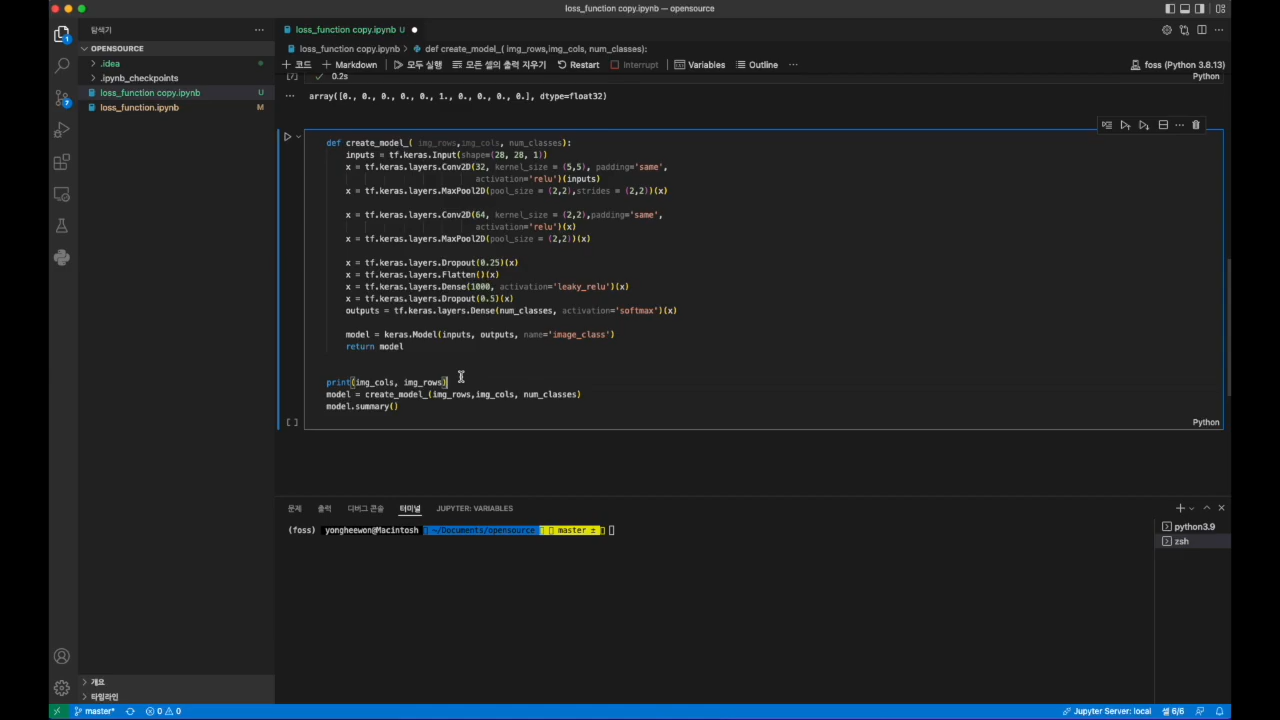 loss_function copy.ipynb — opensource
탐색기
loss_function copy.ipynb U
OPENSOURCE
.idea
.ipynb_checkpoints
loss_function copy.ipynb U
loss_function.ipynb M
loss_function copy.ipynb > def create_model_( img_rows,img_cols, num_classes):
+ 코드 + Markdown 모두 실행 모든 셀의 출력 지우기 Restart Interrupt Variables Outline ... foss (Python 3.8.13)
[7] ✓ 0.2s Python
... array([0., 0., 0., 0., 0., 1., 0., 0., 0., 0.], dtype=float32)
def create_model_( img_rows,img_cols, num_classes):
inputs = tf.keras.Input(shape=(28, 28, 1))
x = tf.keras.layers.Conv2D(32, kernel_size = (5,5), padding='same',
activation='relu')(inputs)
x = tf.keras.layers.MaxPool2D(pool_size = (2,2),strides = (2,2))(x)
x = tf.keras.layers.Conv2D(64, kernel_size = (2,2),padding='same',
activation='relu')(x)
x = tf.keras.layers.MaxPool2D(pool_size = (2,2))(x)
x = tf.keras.layers.Dropout(0.25)(x)
x = tf.keras.layers.Flatten()(x)
x = tf.keras.layers.Dense(1000, activation='leaky_relu')(x)
x = tf.keras.layers.Dropout(0.5)(x)
outputs = tf.keras.layers.Dense(num_classes, activation='softmax')(x)
model = keras.Model(inputs, outputs, name='image_class')
return model
print(img_cols, img_rows)
model = create_model_(img_rows,img_cols, num_classes)
model.summary()
[ ] Python
문제 출력 디버그 콘솔 터미널 JUPYTER: VARIABLES
(foss) yongheewon@Macintosh ~/Documents/opensource master ±
python3.9
zsh
개요
타임라인
master* 0 0 Jupyter Server: local 셀 6/6